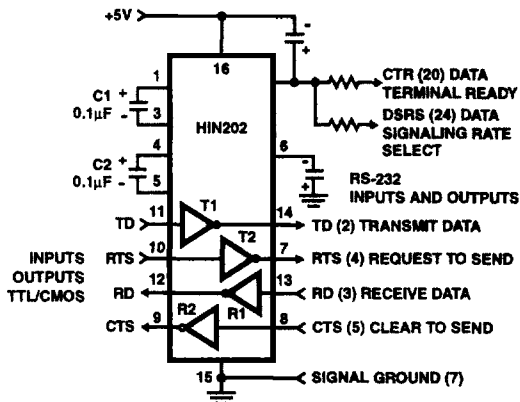 +5V
-
+
16
1
C1
+
0.1µF
-
3
HIN202
CTR (20) DATA
TERMINAL READY
DSRS (24) DATA
SIGNALING RATE
SELECT
4
C2
+
0.1µF
-
5
6
-
+
RS-232
INPUTS AND OUTPUTS
TD
11
T1
14
TD (2) TRANSMIT DATA
INPUTS
OUTPUTS
TTL/CMOS
RTS
10
T2
7
RTS (4) REQUEST TO SEND
RD
12
R1
13
RD (3) RECEIVE DATA
CTS
9
R2
8
CTS (5) CLEAR TO SEND
15
SIGNAL GROUND (7)